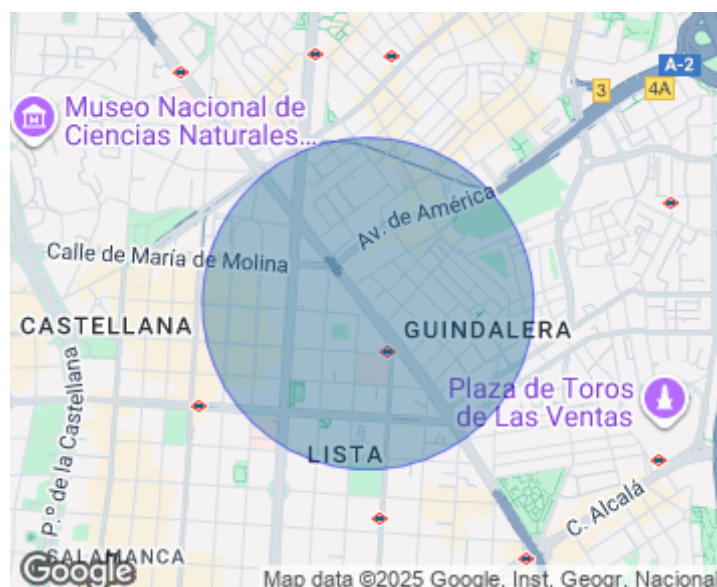 A-2
3
4A
Museo Nacional de
Ciencias Naturales...
Av. de América
Calle de María de Molina
CASTELLANA
GUINDALERA
Plaza de Toros
de Las Ventas
P.º de la Castellana
LISTA
C. Alcalá
SALAMANCA
Google
Map data ©2025 Google, Inst. Geogr. Nacional